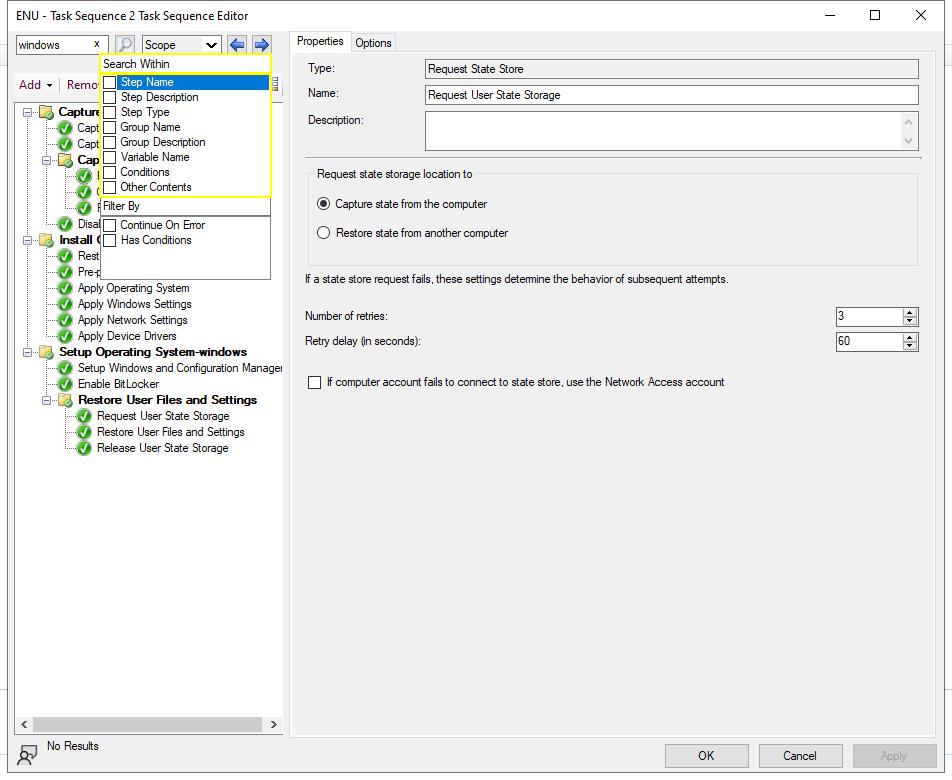 ENU - Task Sequence 2 Task Sequence Editor
windows x Scope
Search Within
Step Name
Step Description
Step Type
Group Name
Group Description
Variable Name
Conditions
Other Contents
Filter By
Continue On Error
Has Conditions
Add
Capture
Install
Apply Operating System
Apply Windows Settings
Apply Network Settings
Apply Device Drivers
Setup Operating System-windows
Setup Windows and Configuration Manager
Enable BitLocker
Restore User Files and Settings
Request User State Storage
Restore User Files and Settings
Release User State Storage
No Results
Properties Options
Type: Request State Store
Name: Request User State Storage
Description:
Request state storage location to
Capture state from the computer
Restore state from another computer
If a state store request fails, these settings determine the behavior of subsequent attempts.
Number of retries: 3
Retry delay (in seconds): 60
If computer account fails to connect to state store, use the Network Access account
OK Cancel Apply